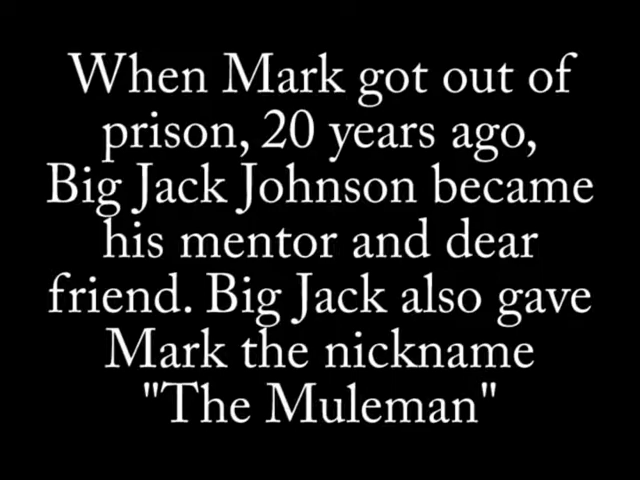 When Mark got out of
prison, 20 years ago,
Big Jack Johnson became
his mentor and dear
friend. Big Jack also gave
Mark the nickname
"The Muleman"